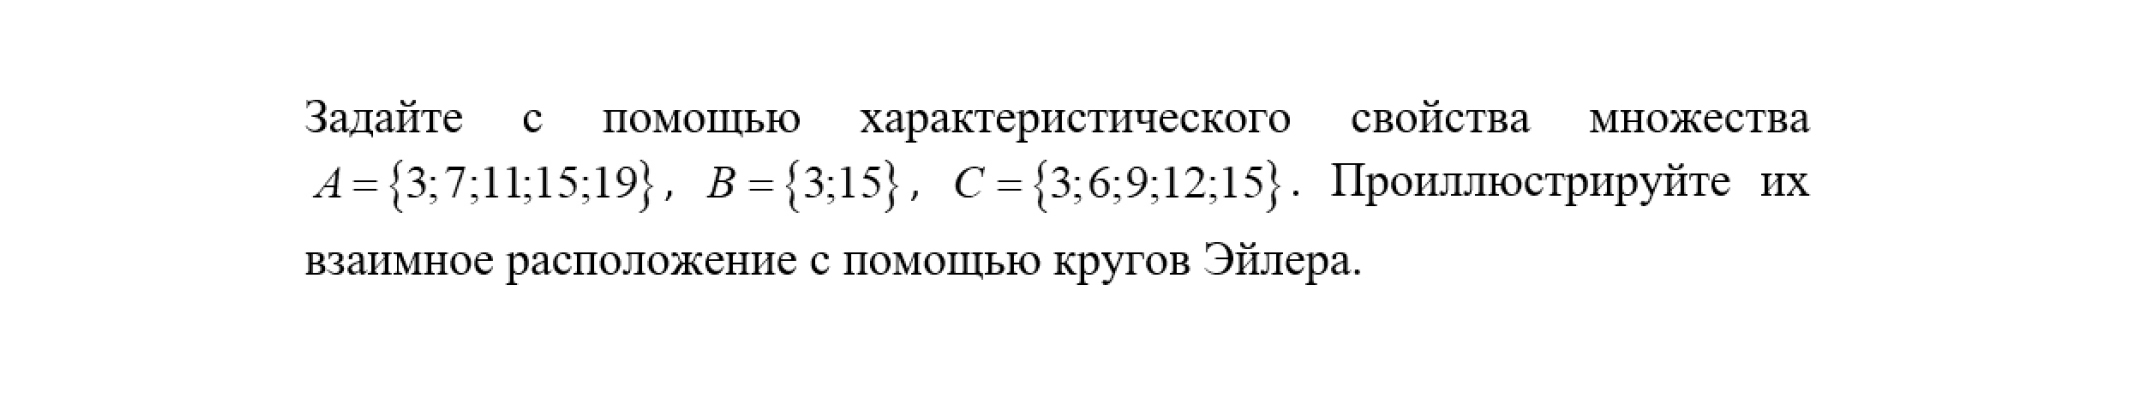 Задайте с помощью характеристического свойства множества
A={3;7;11;15;19}, B={3;15}, C={3;6;9;12;15}. Проиллюстрируйте их
взаимное расположение с помощью кругов Эйлера.